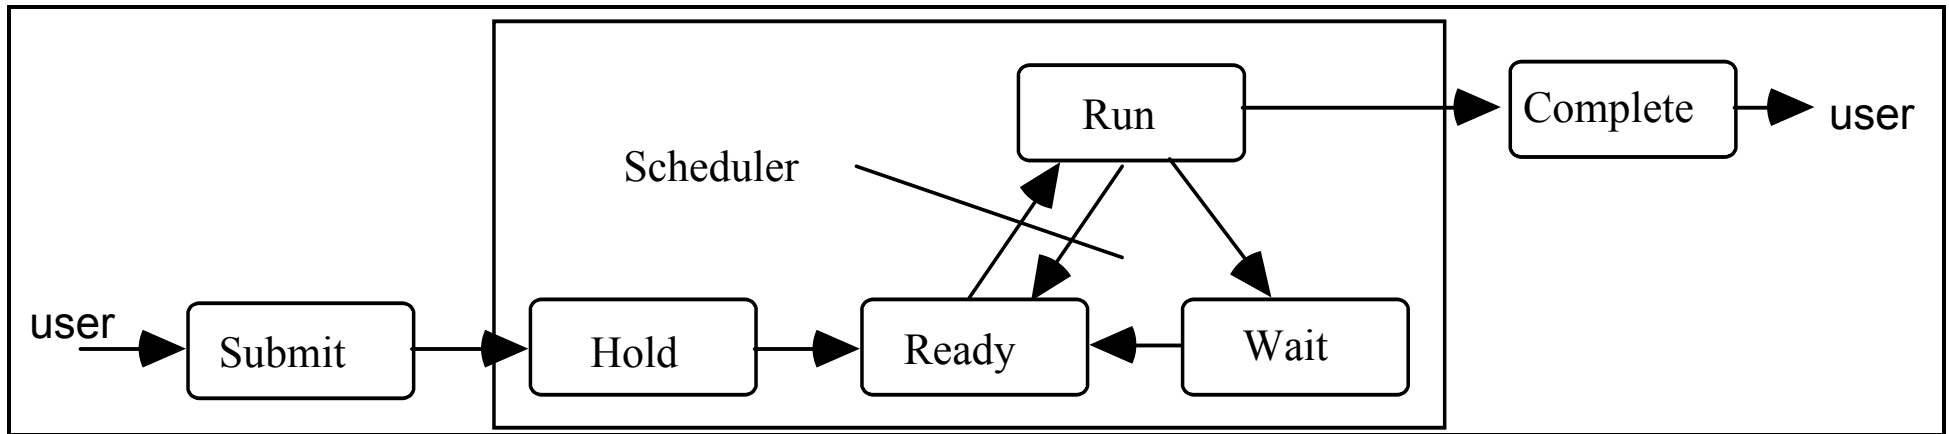 Run
Complete
user
Scheduler
user
Submit
Hold
Ready
Wait